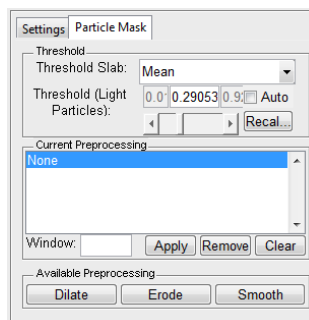 Settings Particle Mask
Threshold
Threshold Slab: Mean
Threshold (Light Particles): 0.29053 Auto
Recal...
Current Preprocessing
None
Window: Apply Remove Clear
Available Preprocessing
Dilate Erode Smooth